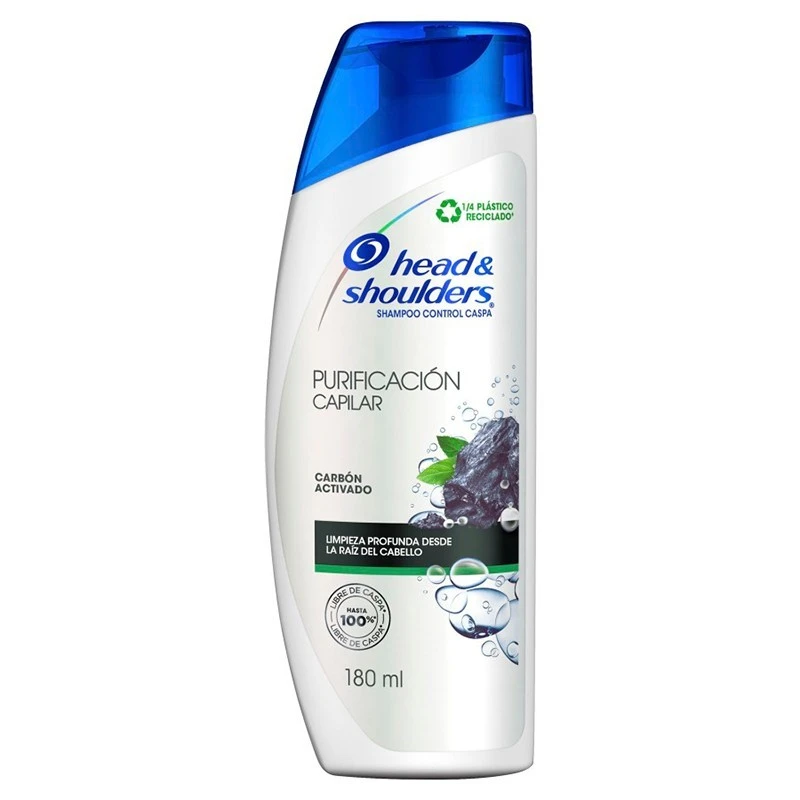 1/4 PLÁSTICO
RECICLADO*
head &
shoulders®
SHAMPOO CONTROL CASPA
PURIFICACIÓN
CAPILAR
CARBÓN
ACTIVADO
LIMPIEZA PROFUNDA DESDE
LA RAÍZ DEL CABELLO
LIBRE DE CASPA*
HASTA
100%*
LIBRE DE CASPA*
180 ml